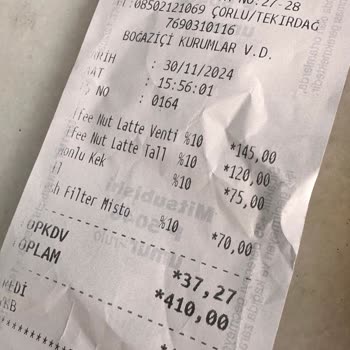 NO:27-28
08502121069 ÇORLU/TEKİRDAĞ
7690310116
BOĞAZİÇİ KURUMLAR V.D.
: 30/11/2024
: 15:56:01
NO : 0164
Nut Latte Venti %10 *145,00
Nut Latte Tall %10 *120,00
Kek %10 *75,00
Filter Misto %10 *70,00
TOPKDV *37,27
TOPLAM *410,00